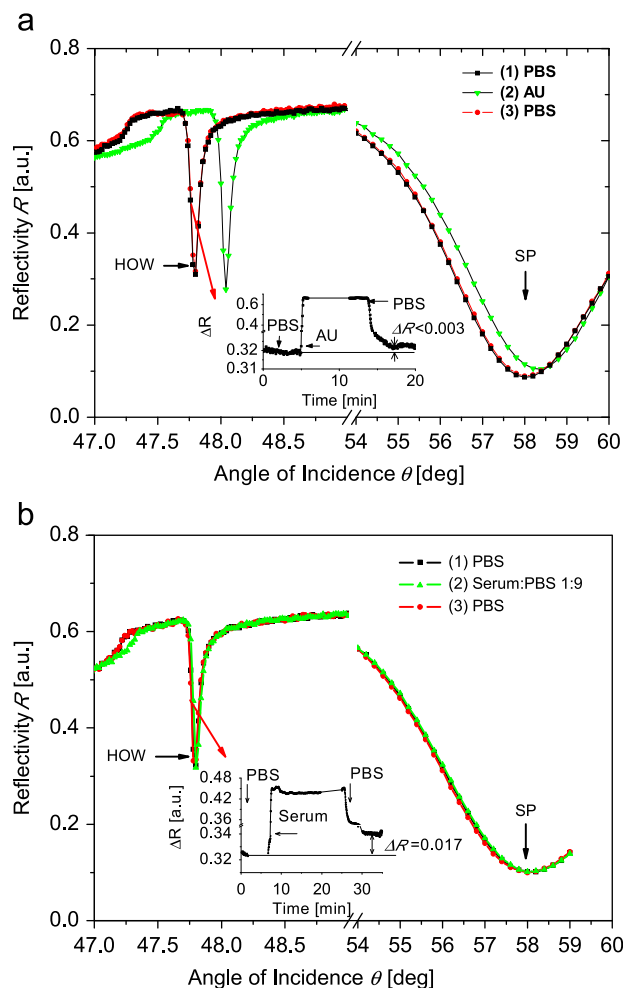 a
0.8
0.6
0.4
0.2
0.0
Reflectivity R [a.u.]
(1) PBS
(2) AU
(3) PBS
HOW
SP
0.6
0.4
0.32
0.31
ΔR
PBS
AU
PBS
ΔR<0.003
0 10 20
Time [min]
47.0 47.5 48.0 48.5 54 55 56 57 58 59 60
Angle of Incidence θ [deg]
b
0.8
0.6
0.4
0.2
0.0
Reflectivity R [a.u.]
(1) PBS
(2) Serum:PBS 1:9
(3) PBS
HOW
SP
0.48
0.44
0.36
0.34
0.32
ΔR [a.u.]
PBS
Serum
PBS
ΔR=0.017
0 10 20 30
Time [min]
47.0 47.5 48.0 48.5 54 55 56 57 58 59 60
Angle of Incidence θ [deg]